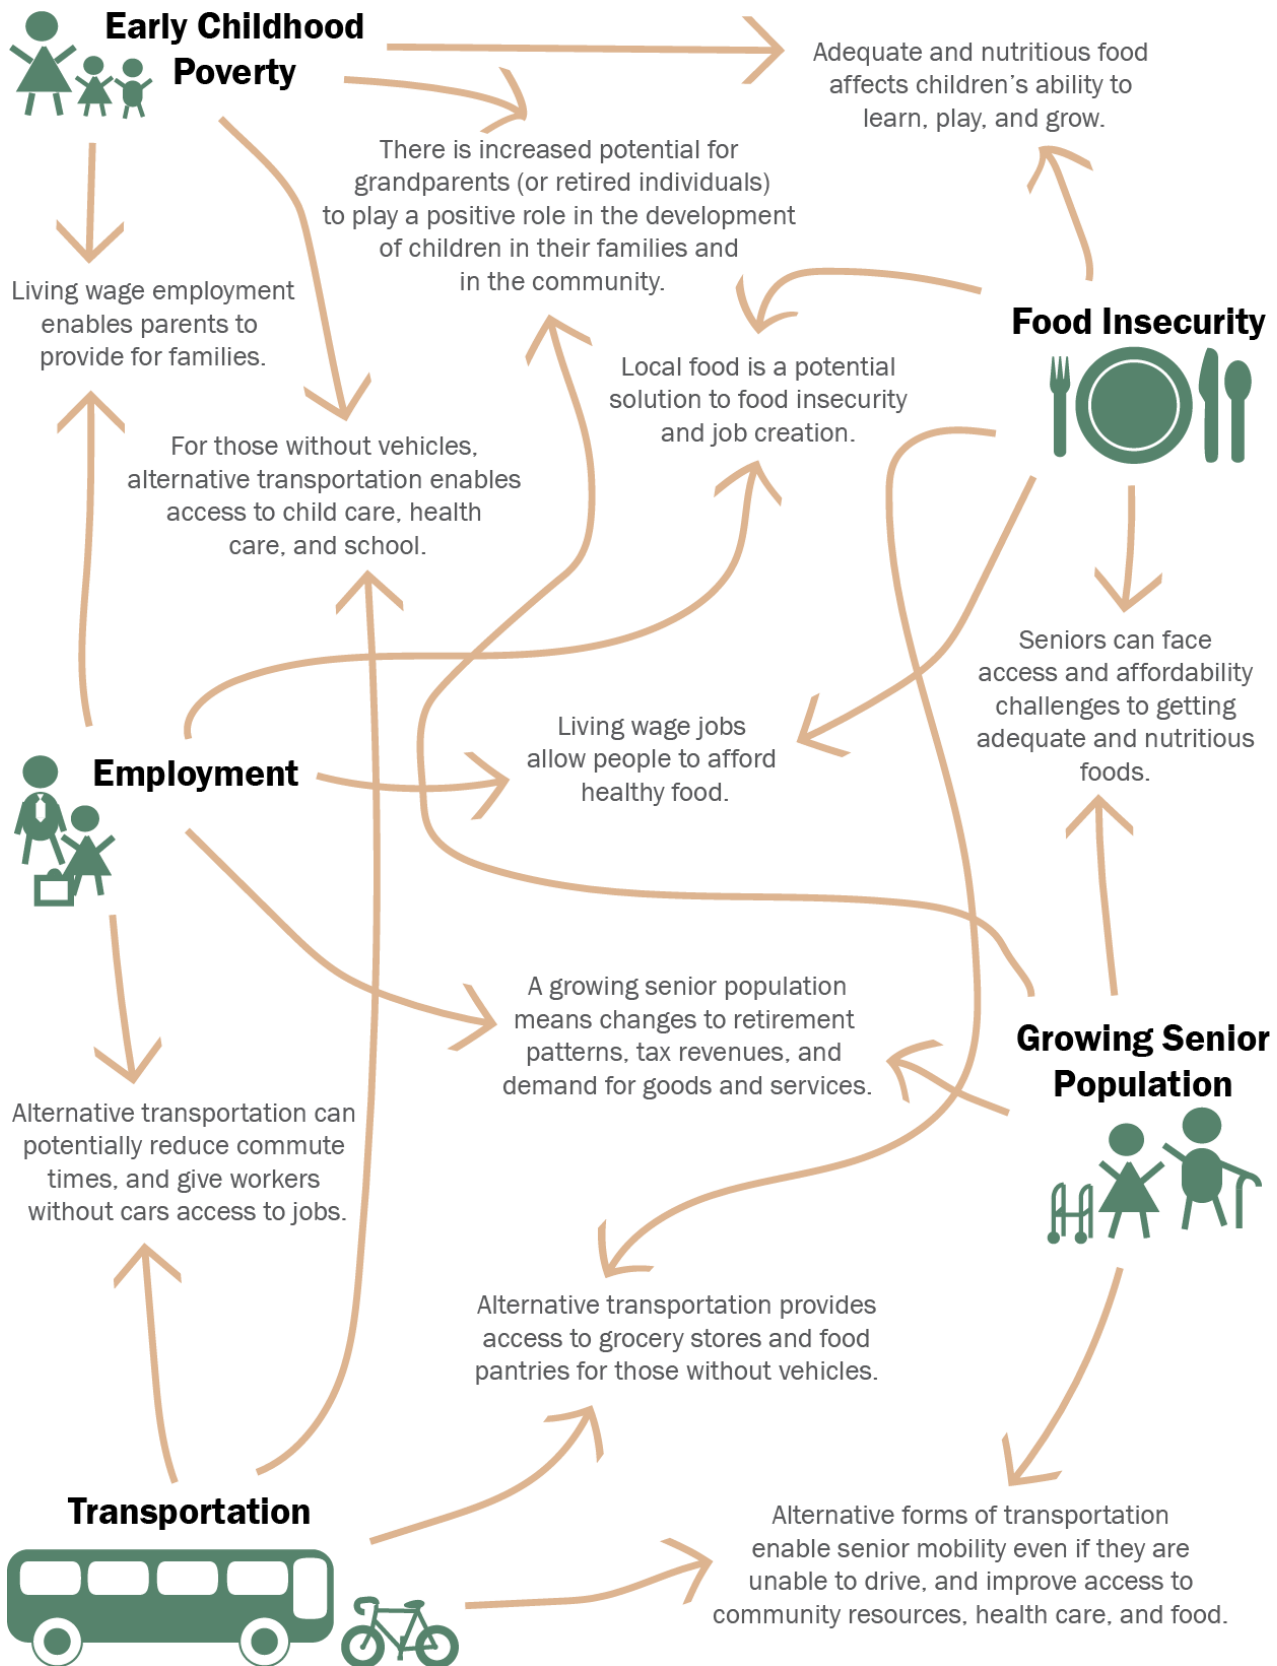 Early Childhood
Poverty
Adequate and nutritious food
affects children’s ability to
learn, play, and grow.
There is increased potential for
grandparents (or retired individuals)
to play a positive role in the development
of children in their families and
in the community.
Living wage employment
enables parents to
provide for families.
Food Insecurity
Local food is a potential
solution to food insecurity
and job creation.
For those without vehicles,
alternative transportation enables
access to child care, health
care, and school.
Seniors can face
access and affordability
challenges to getting
adequate and nutritious
foods.
Living wage jobs
allow people to afford
healthy food.
Employment
A growing senior population
means changes to retirement
patterns, tax revenues, and
demand for goods and services.
Growing Senior
Population
Alternative transportation can
potentially reduce commute
times, and give workers
without cars access to jobs.
Alternative transportation provides
access to grocery stores and food
pantries for those without vehicles.
Transportation
Alternative forms of transportation
enable senior mobility even if they are
unable to drive, and improve access to
community resources, health care, and food.